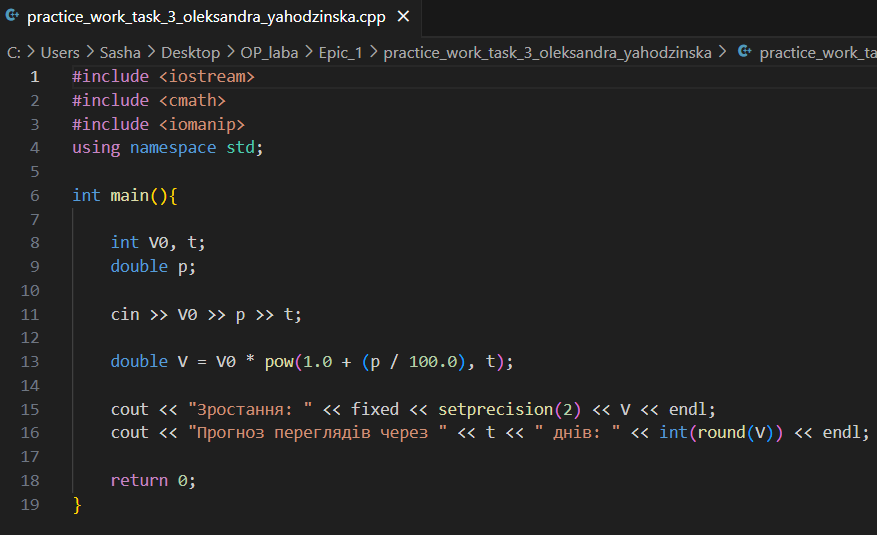 practice_work_task_3_oleksandra_yahodzinska.cpp ×
C: > Users > Sasha > Desktop > OP_laba > Epic_1 > practice_work_task_3_oleksandra_yahodzinska > practice_work_ta
1 #include <iostream>
2 #include <cmath>
3 #include <iomanip>
4 using namespace std;
5
6 int main(){
7
8 int V0, t;
9 double p;
10
11 cin >> V0 >> p >> t;
12
13 double V = V0 * pow(1.0 + (p / 100.0), t);
14
15 cout << "Зростання: " << fixed << setprecision(2) << V << endl;
16 cout << "Прогноз переглядів через " << t << " днів: " << int(round(V)) << endl;
17
18 return 0;
19 }